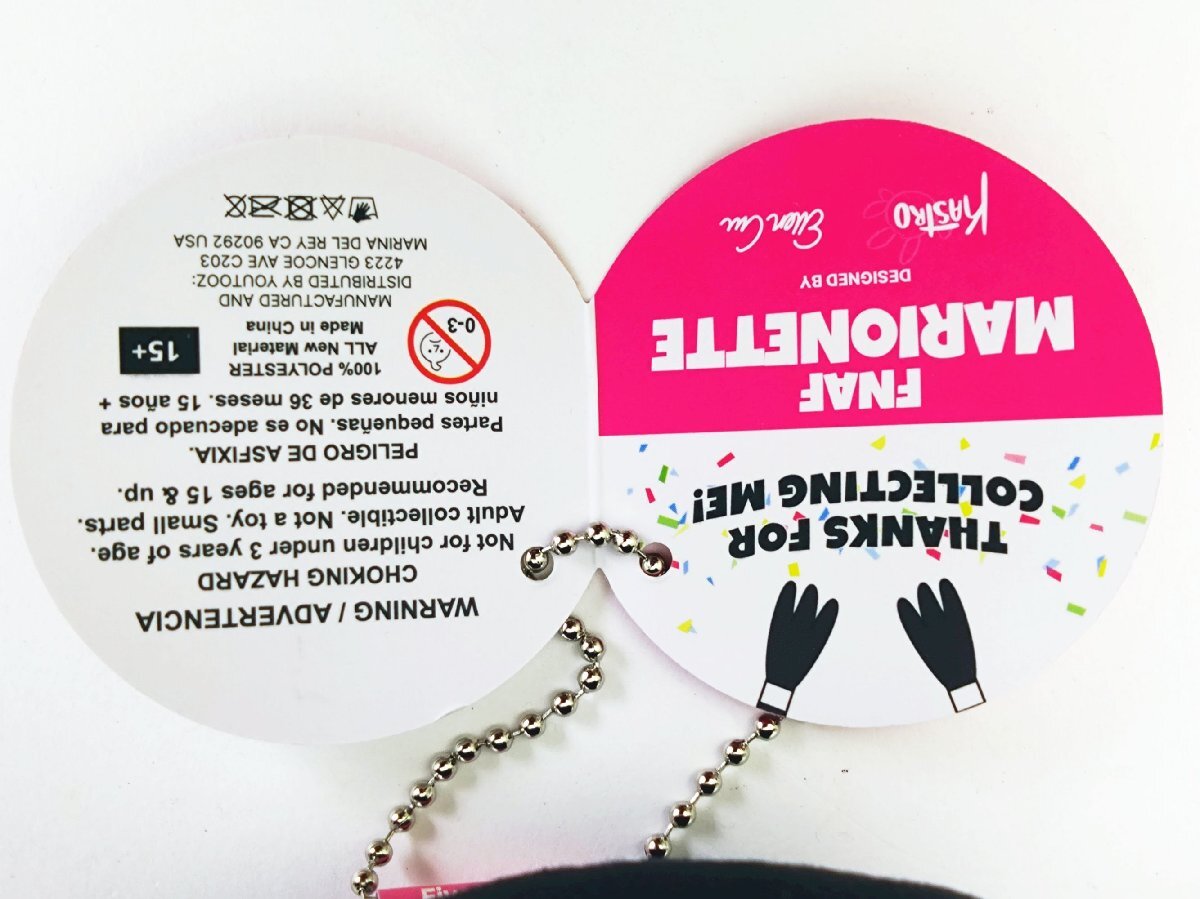 THANKS FOR
COLLECTING ME!
FNAF
MARIONETTE
DESIGNED BY
KASTRO
WARNING / ADVERTENCIA
CHOKING HAZARD
Not for children under 3 years of age.
Adult collectible. Not a toy. Small parts.
Recommended for ages 15 & up.
PELIGRO DE ASFIXIA.
Partes pequeñas. No es adecuado para
niños menores de 36 meses. 15 años +
0-3
100% POLYESTER
ALL New Material
Made in China
15+
MANUFACTURED AND
DISTRIBUTED BY YOUTOOZ:
4223 GLENCOE AVE C203
MARINA DEL REY CA 90292 USA